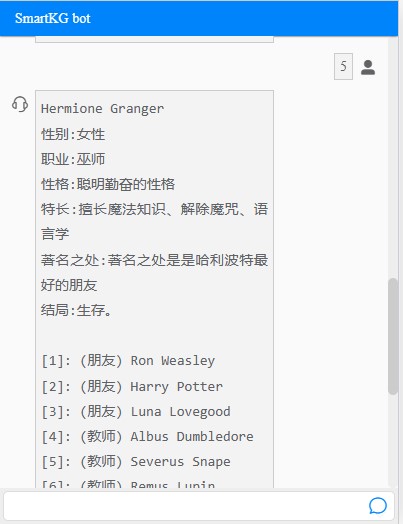 SmartKG bot
5
Hermione Granger
性别:女性
职业:巫师
性格:聪明勤奋的性格
特长:擅长魔法知识、解除魔咒、语
言学
著名之处:著名之处是是哈利波特最
好的朋友
结局:生存。
[1]: (朋友) Ron Weasley
[2]: (朋友) Harry Potter
[3]: (朋友) Luna Lovegood
[4]: (教师) Albus Dumbledore
[5]: (教师) Severus Snape
[6]: (教师) Remus Lupin